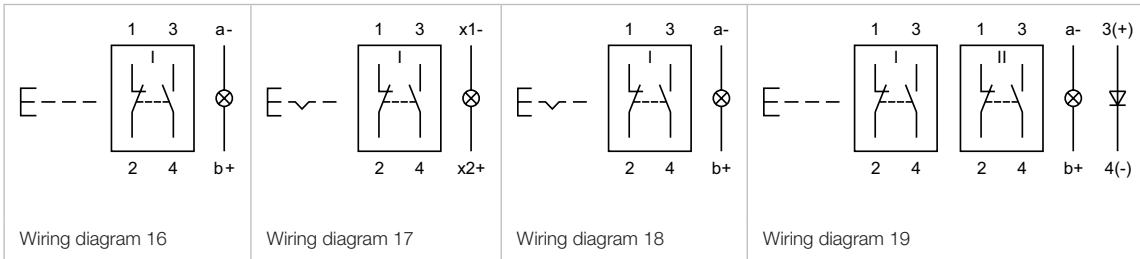 1 3 a-
I
2 4 b+
Wiring diagram 16
1 3 x1-
I
2 4 x2+
Wiring diagram 17
1 3 a-
I
2 4 b+
Wiring diagram 18
1 3 1 3 a- 3(+)
I II
2 4 2 4 b+ 4(-)
Wiring diagram 19